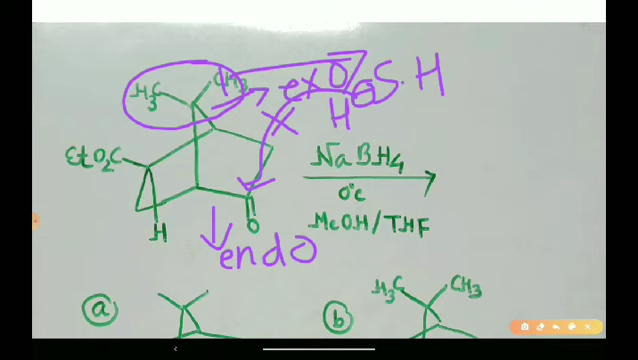 H₃C CH₃ exo S.H
H⊖
EtO₂C
NaBH₄
0°C
MeOH/THF
H O
endo
a b H₃C CH₃